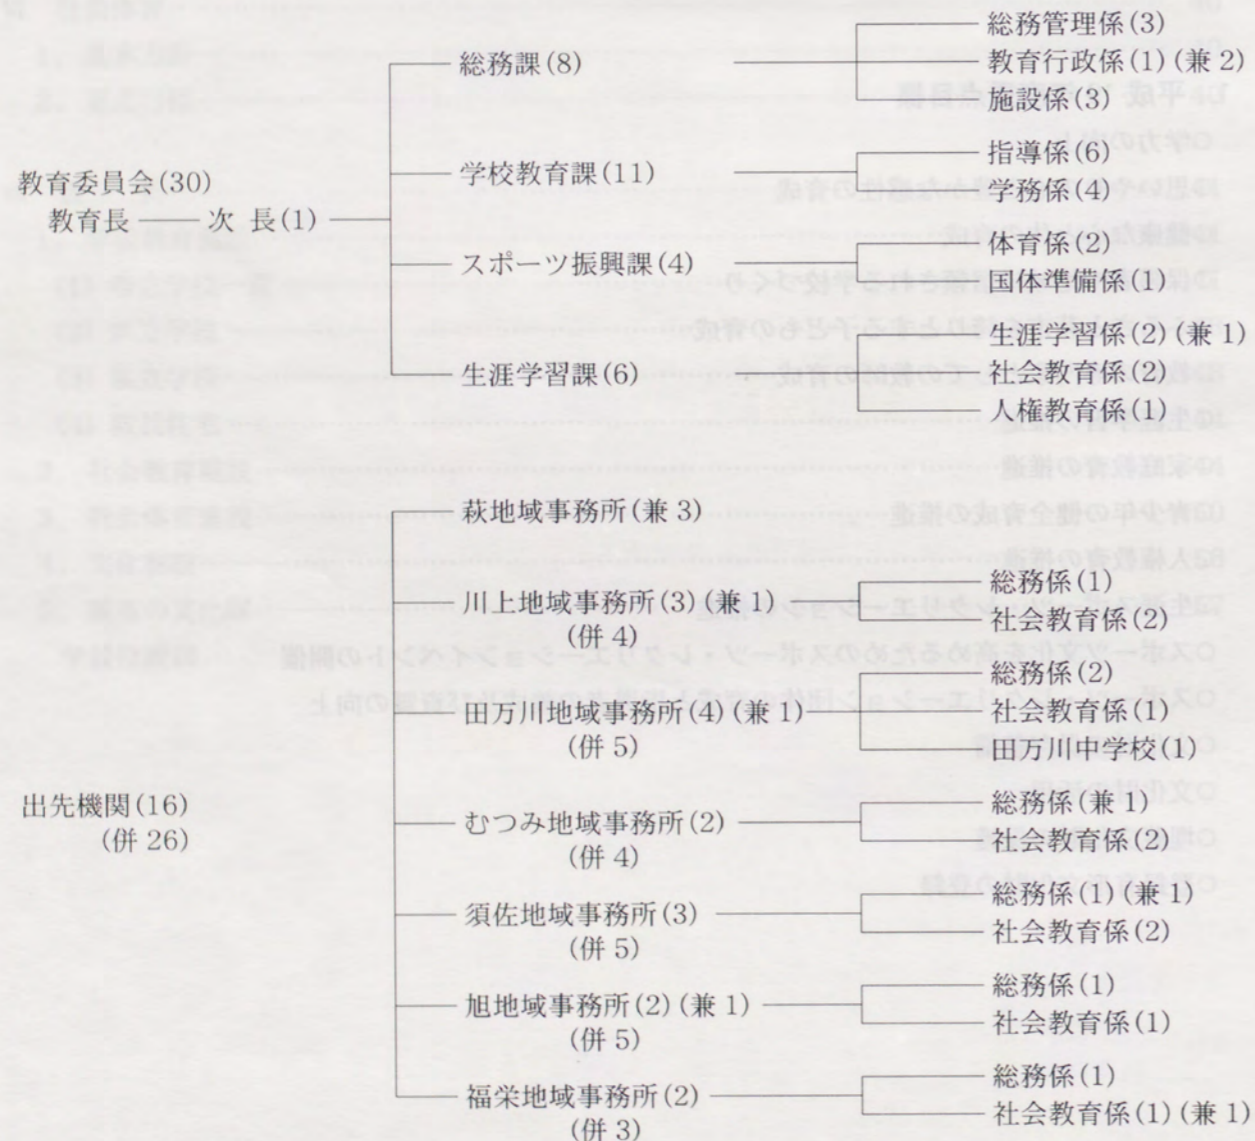 総務課(8)
総務管理係(3)
教育行政係(1)(兼 2)
施設係(3)
教育委員会(30)
教育長 次 長(1)
学校教育課(11)
指導係(6)
学務係(4)
スポーツ振興課(4)
体育係(2)
国体準備係(1)
生涯学習課(6)
生涯学習係(2)(兼 1)
社会教育係(2)
人権教育係(1)
出先機関(16)
(併 26)
萩地域事務所(兼 3)
川上地域事務所(3)(兼 1)
(併 4)
総務係(1)
社会教育係(2)
田万川地域事務所(4)(兼 1)
(併 5)
総務係(2)
社会教育係(1)
田万川中学校(1)
むつみ地域事務所(2)
(併 4)
総務係(兼 1)
社会教育係(2)
須佐地域事務所(3)
(併 5)
総務係(1)(兼 1)
社会教育係(2)
旭地域事務所(2)(兼 1)
(併 5)
総務係(1)
社会教育係(1)
福栄地域事務所(2)
(併 3)
総務係(1)
社会教育係(1)(兼 1)